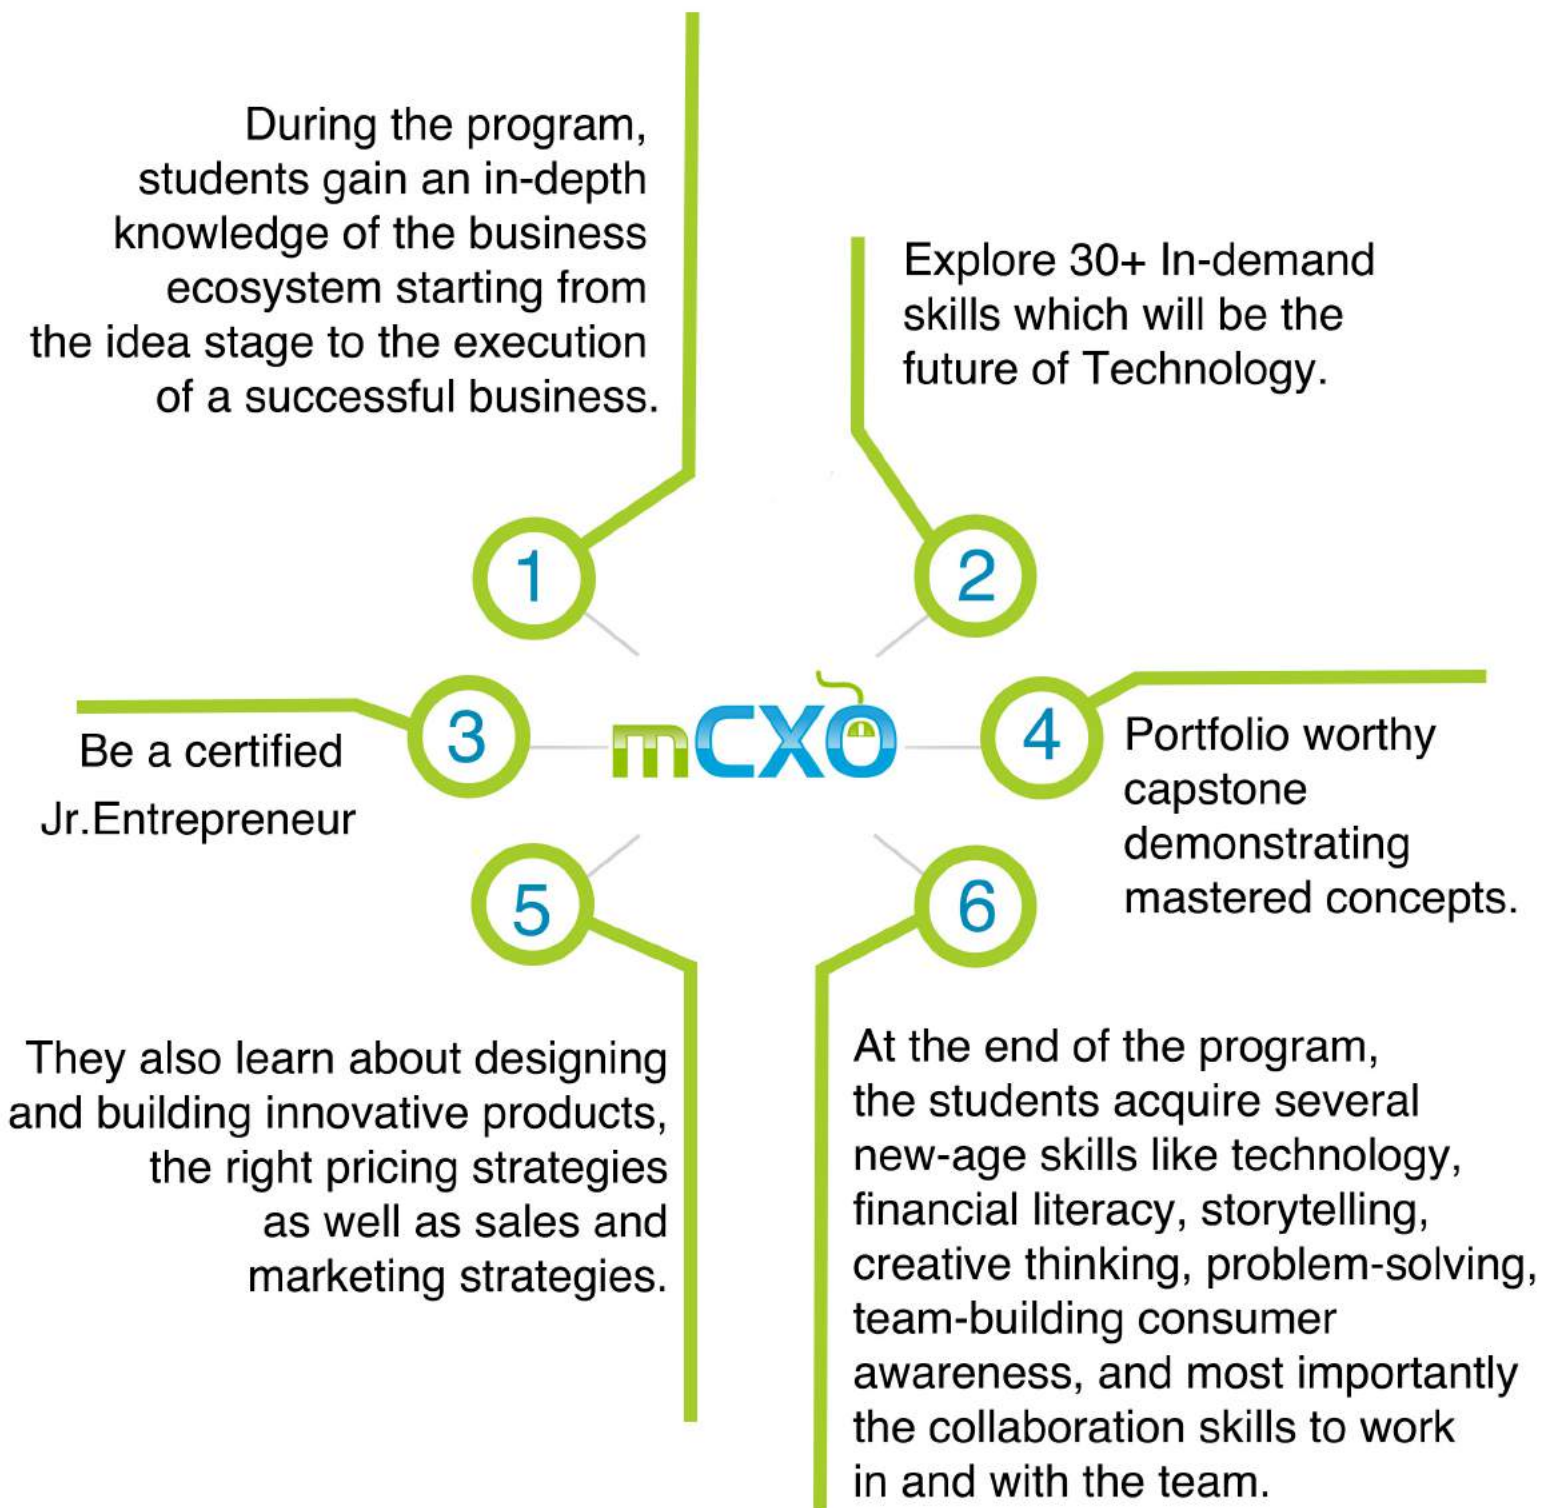 During the program,
students gain an in-depth
knowledge of the business
ecosystem starting from
the idea stage to the execution
of a successful business.
Explore 30+ In-demand
skills which will be the
future of Technology.
1
2
3
Be a certified
Jr.Entrepreneur
mCXO
4
Portfolio worthy
capstone
demonstrating
mastered concepts.
5
6
They also learn about designing
and building innovative products,
the right pricing strategies
as well as sales and
marketing strategies.
At the end of the program,
the students acquire several
new-age skills like technology,
financial literacy, storytelling,
creative thinking, problem-solving,
team-building consumer
awareness, and most importantly
the collaboration skills to work
in and with the team.